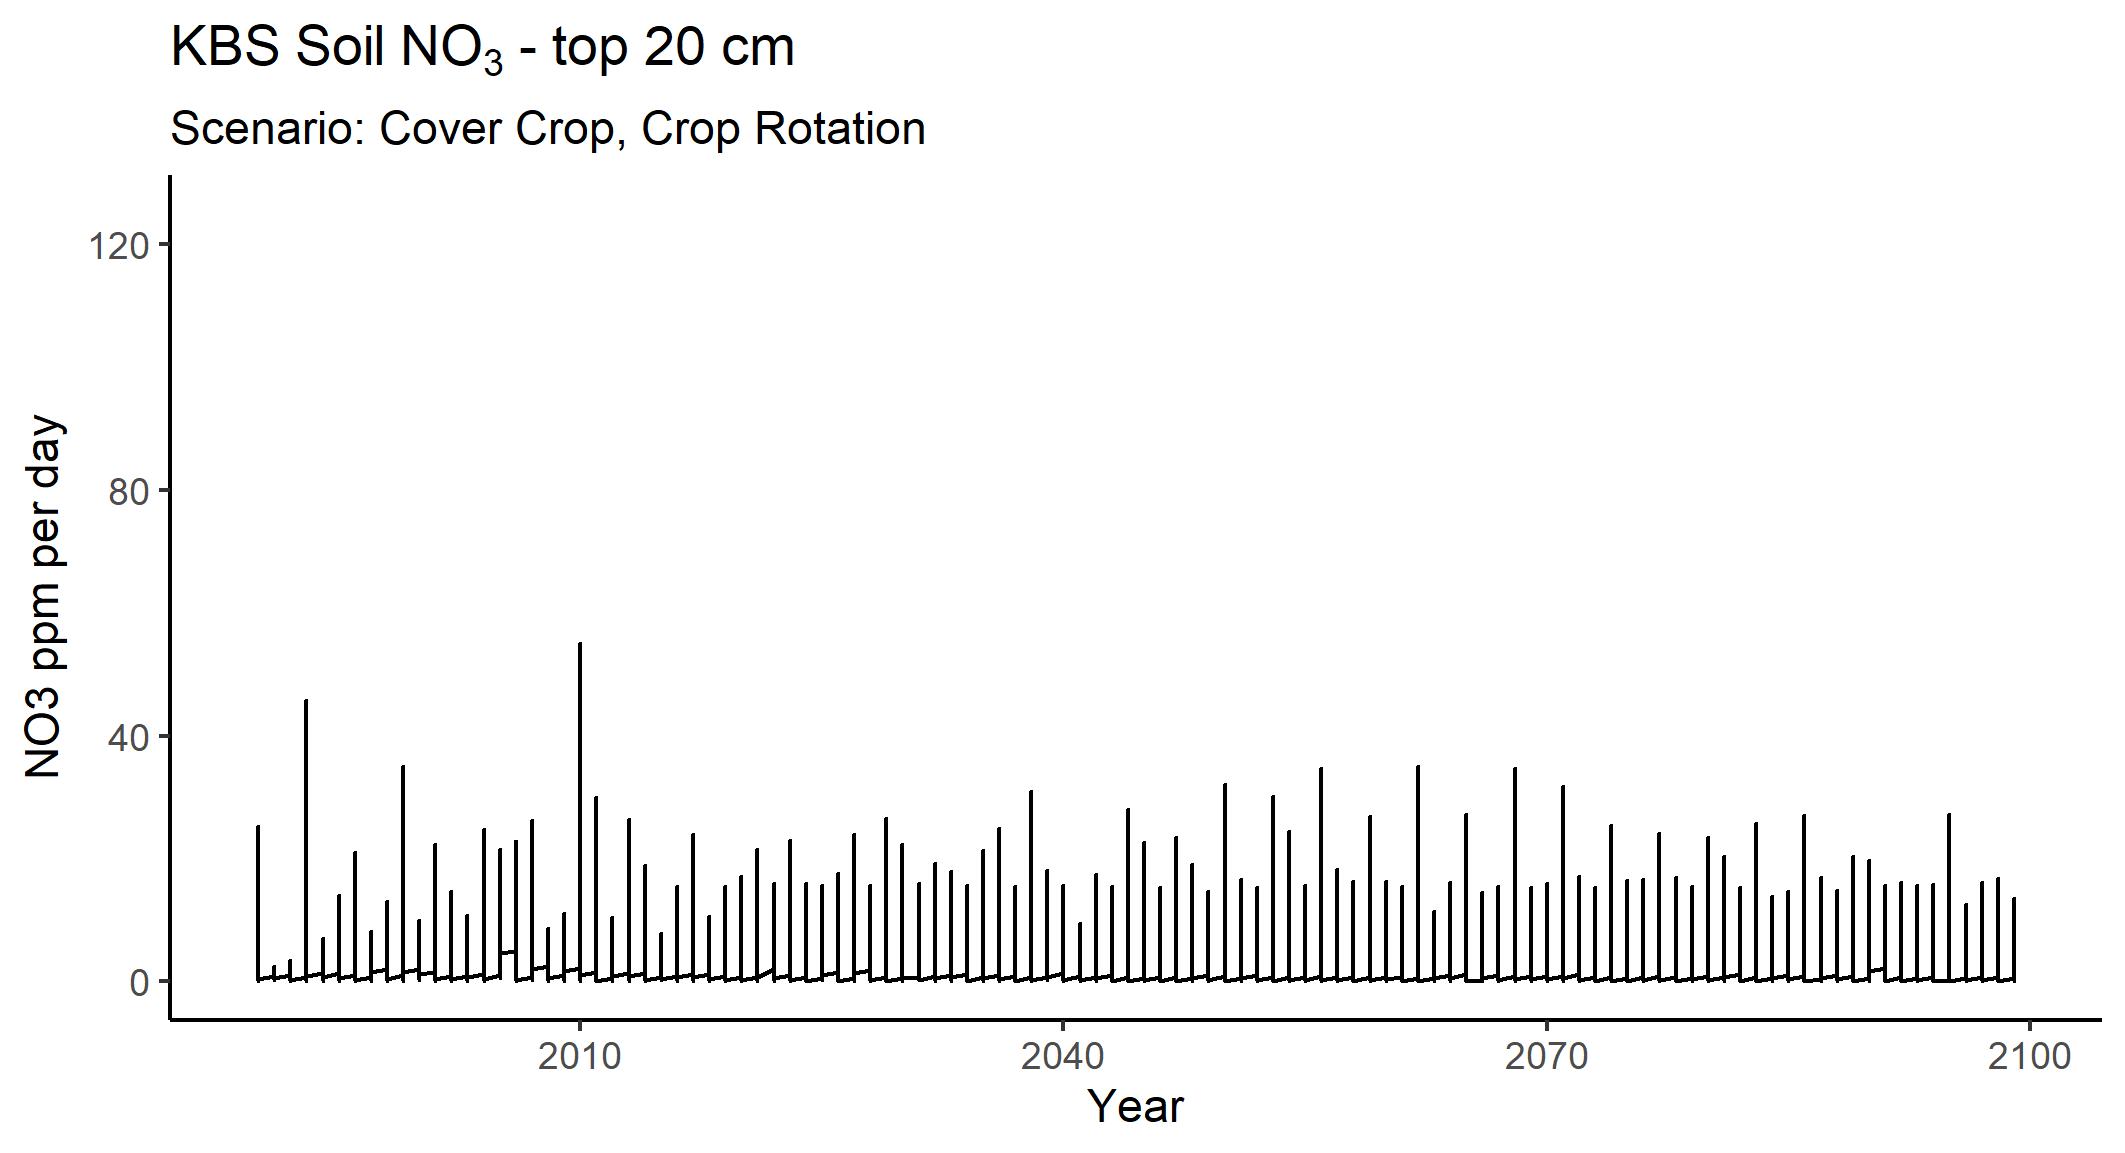 KBS Soil NO₃ - top 20 cm
Scenario: Cover Crop, Crop Rotation
NO3 ppm per day
120
80
40
0
2010 2040 2070 2100
Year